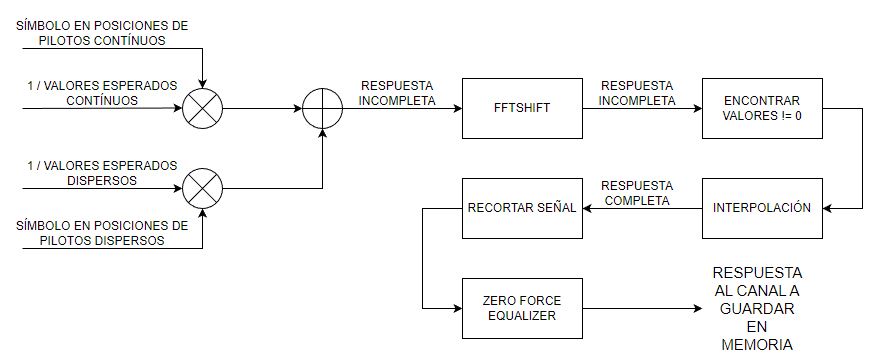 SÍMBOLO EN POSICIONES DE
PILOTOS CONTÍNUOS
1 / VALORES ESPERADOS
CONTÍNUOS
RESPUESTA
INCOMPLETA
FFTSHIFT
RESPUESTA
INCOMPLETA
ENCONTRAR
VALORES != 0
1 / VALORES ESPERADOS
DISPERSOS
SÍMBOLO EN POSICIONES DE
PILOTOS DISPERSOS
RECORTAR SEÑAL
RESPUESTA
COMPLETA
INTERPOLACIÓN
ZERO FORCE
EQUALIZER
RESPUESTA
AL CANAL A
GUARDAR
EN
MEMORIA